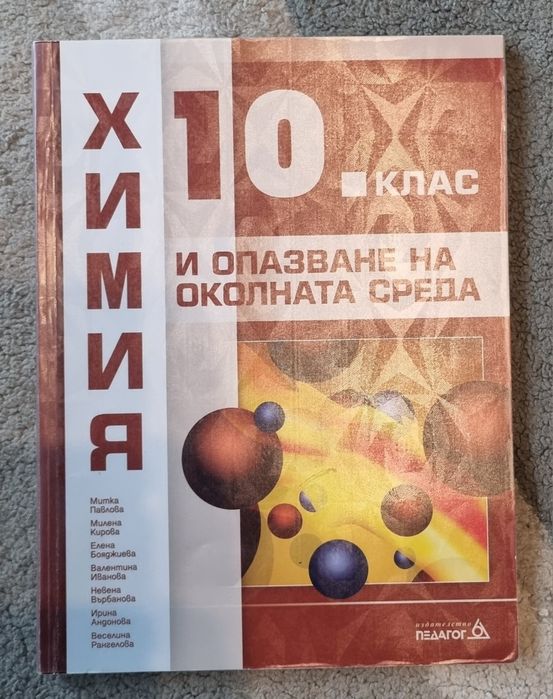 ХИМИЯ
10. КЛАС
И ОПАЗВАНЕ НА
ОКОЛНАТА СРЕДА
Митка
Павлова
Милена
Кирова
Елена
Бояджиева
Валентина
Иванова
Невена
Върбанова
Ирина
Андонова
Веселина
Рангелова
издателство
ПЕДАГОГ 6